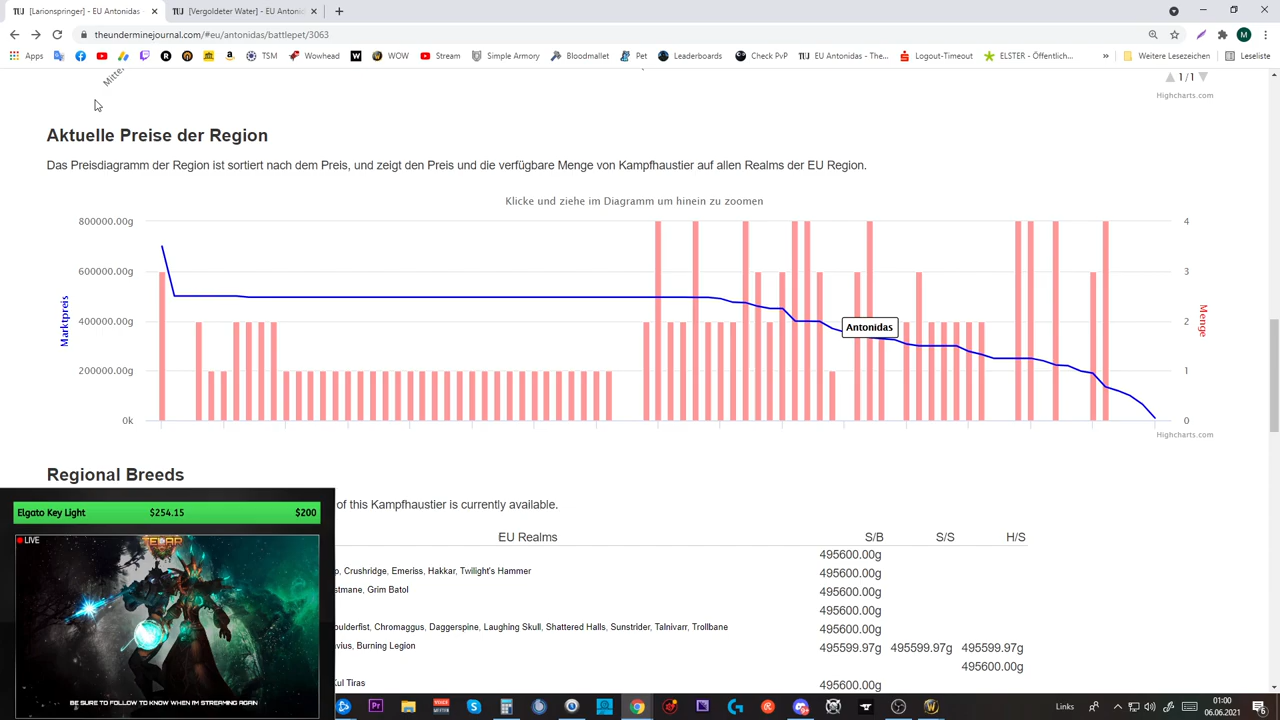 [Larionspringer] - EU Antonidas
[Vergoldeter Water] - EU Antonid
theunderminejournal.com/#eu/antonidas/battlepet/3063
Apps TSM Wowhead WOW Stream Simple Armory Bloodmallet Pet Leaderboards Check PvP EU Antonidas - The... Logout-Timeout ELSTER - Öffentlich... » Weitere Lesezeichen Leseliste
Mittel
1/1
Highcharts.com
Aktuelle Preise der Region
Das Preisdiagramm der Region ist sortiert nach dem Preis, und zeigt den Preis und die verfügbare Menge von Kampfhaustier auf allen Realms der EU Region.
Klicke und ziehe im Diagramm um hinein zu zoomen
800000.00g 4
600000.00g 3
400000.00g 2
200000.00g 1
0k 0
Marktpreis
Antonidas
Menge
Highcharts.com
Regional Breeds
of this Kampfhaustier is currently available.
EU Realms S/B S/S H/S
495600.00g
p, Crushridge, Emeriss, Hakkar, Twilight's Hammer 495600.00g
stmane, Grim Batol 495600.00g
495600.00g
oulderfist, Chromaggus, Daggerspine, Laughing Skull, Shattered Halls, Sunstrider, Talnivarr, Trollbane 495600.00g
vius, Burning Legion 495599.97g 495599.97g 495599.97g
495600.00g
Kul Tiras 495600.00g
Elgato Key Light $254.15 $200
LIVE
BE SURE TO FOLLOW TO KNOW WHEN I'M STREAMING AGAIN
Links
01:00
06.06.2021